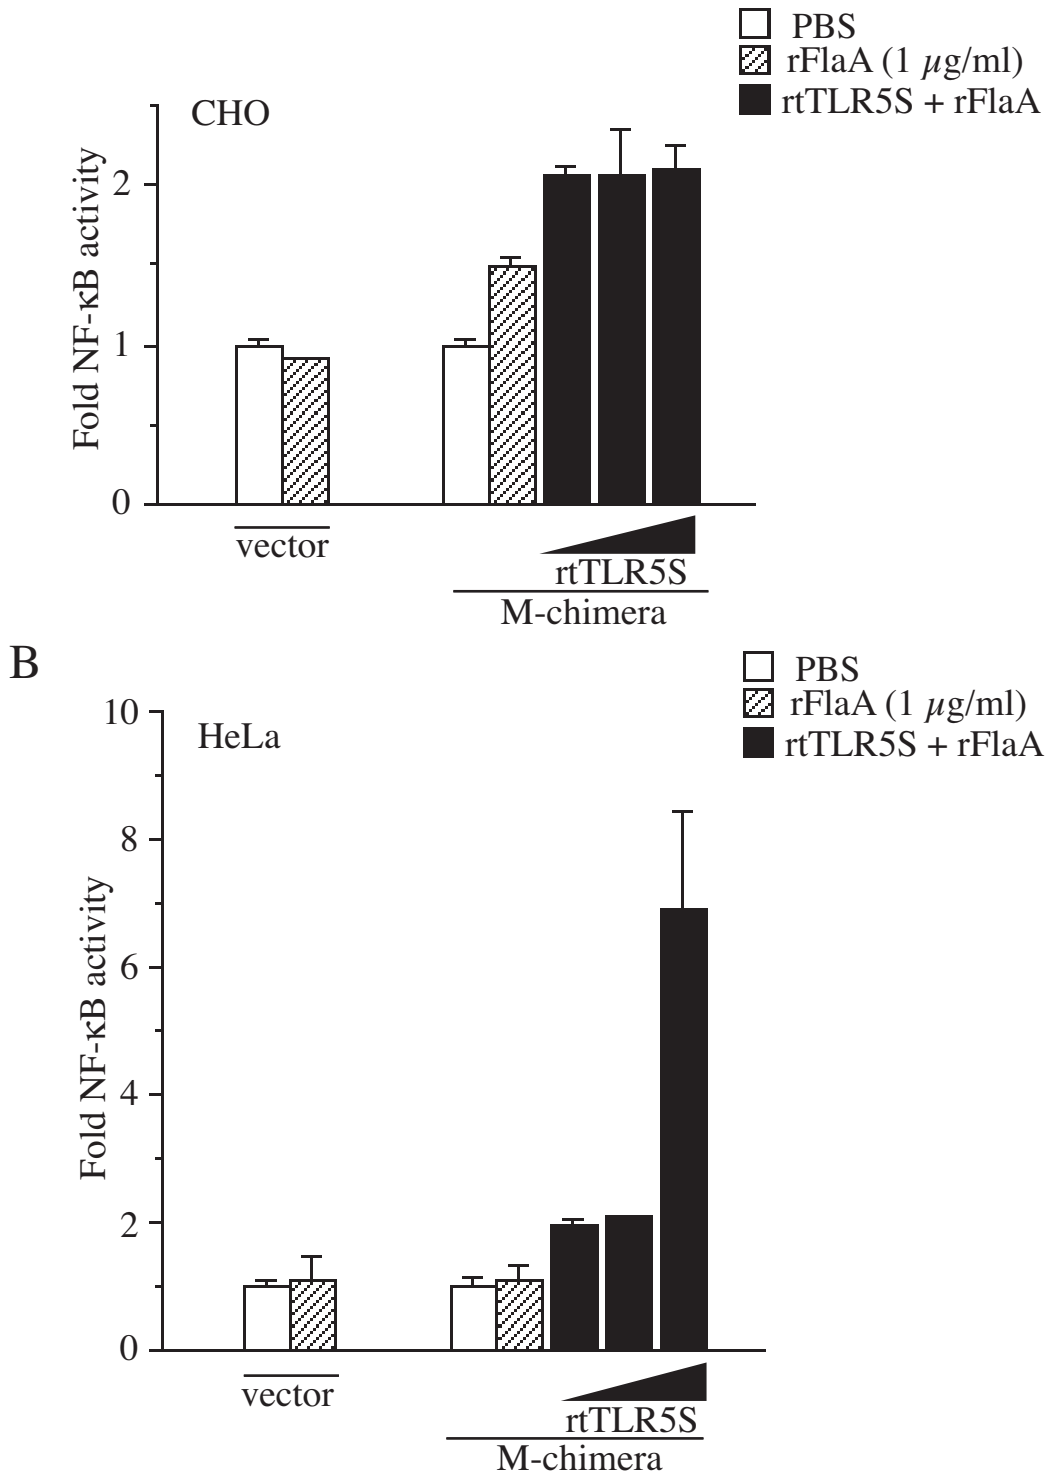 PBS
rFlaA (1 µg/ml)
rtTLR5S + rFlaA
CHO
Fold NF-κB activity
2
1
0
vector
rtTLR5S
M-chimera
B
PBS
rFlaA (1 µg/ml)
rtTLR5S + rFlaA
HeLa
Fold NF-κB activity
10
8
6
4
2
0
vector
rtTLR5S
M-chimera